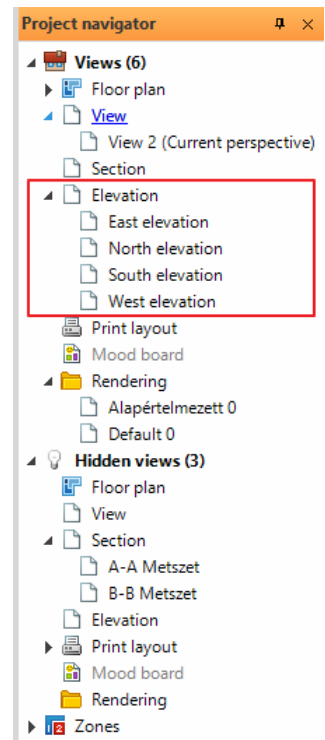 Project navigator
Views (6)
Floor plan
View
View 2 (Current perspective)
Section
Elevation
East elevation
North elevation
South elevation
West elevation
Print layout
Mood board
Rendering
Alapértelmezett 0
Default 0
Hidden views (3)
Floor plan
View
Section
A-A Metszet
B-B Metszet
Elevation
Print layout
Mood board
Rendering
1 2 Zones